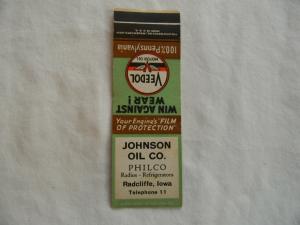 JOHNSON
OIL CO.
PHILCO
Radios - Refrigerators
Radcliffe, Iowa
Telephone 11
Your Engine's "FILM
OF PROTECTION"
WIN AGAINST
WEAR!
VEEDOL
MOTOR OIL
100% Pennsylvania